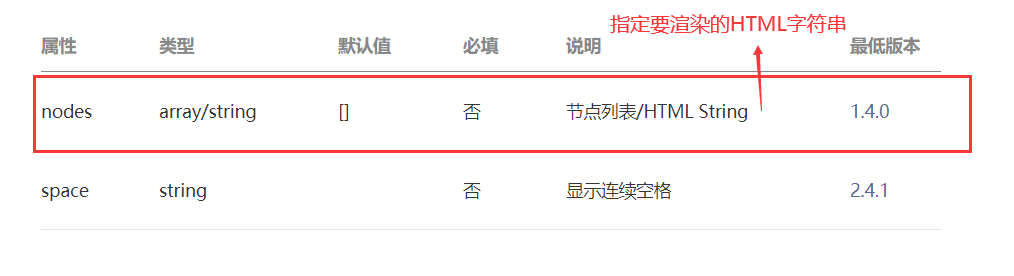 指定要渲染的HTML字符串
属性 类型 默认值 必填 说明 最低版本
nodes array/string [] 否 节点列表/HTML String 1.4.0
space string 否 显示连续空格 2.4.1